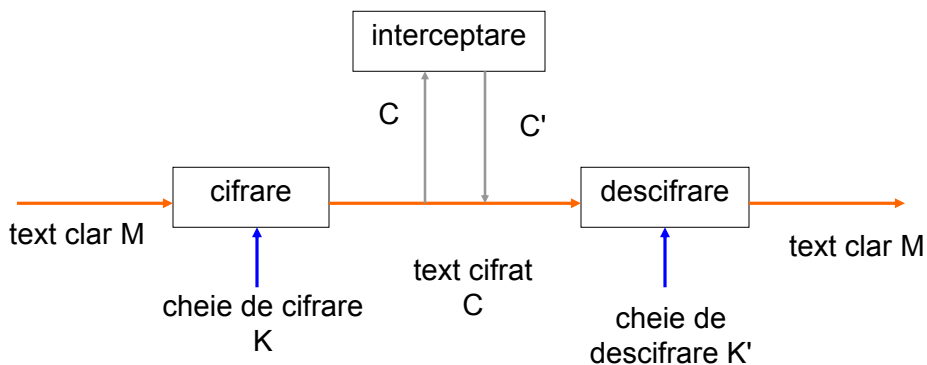 interceptare
C
C'
cifrare
descifrare
text clar M
text clar M
text cifrat
C
cheie de cifrare
K
cheie de
descifrare K'